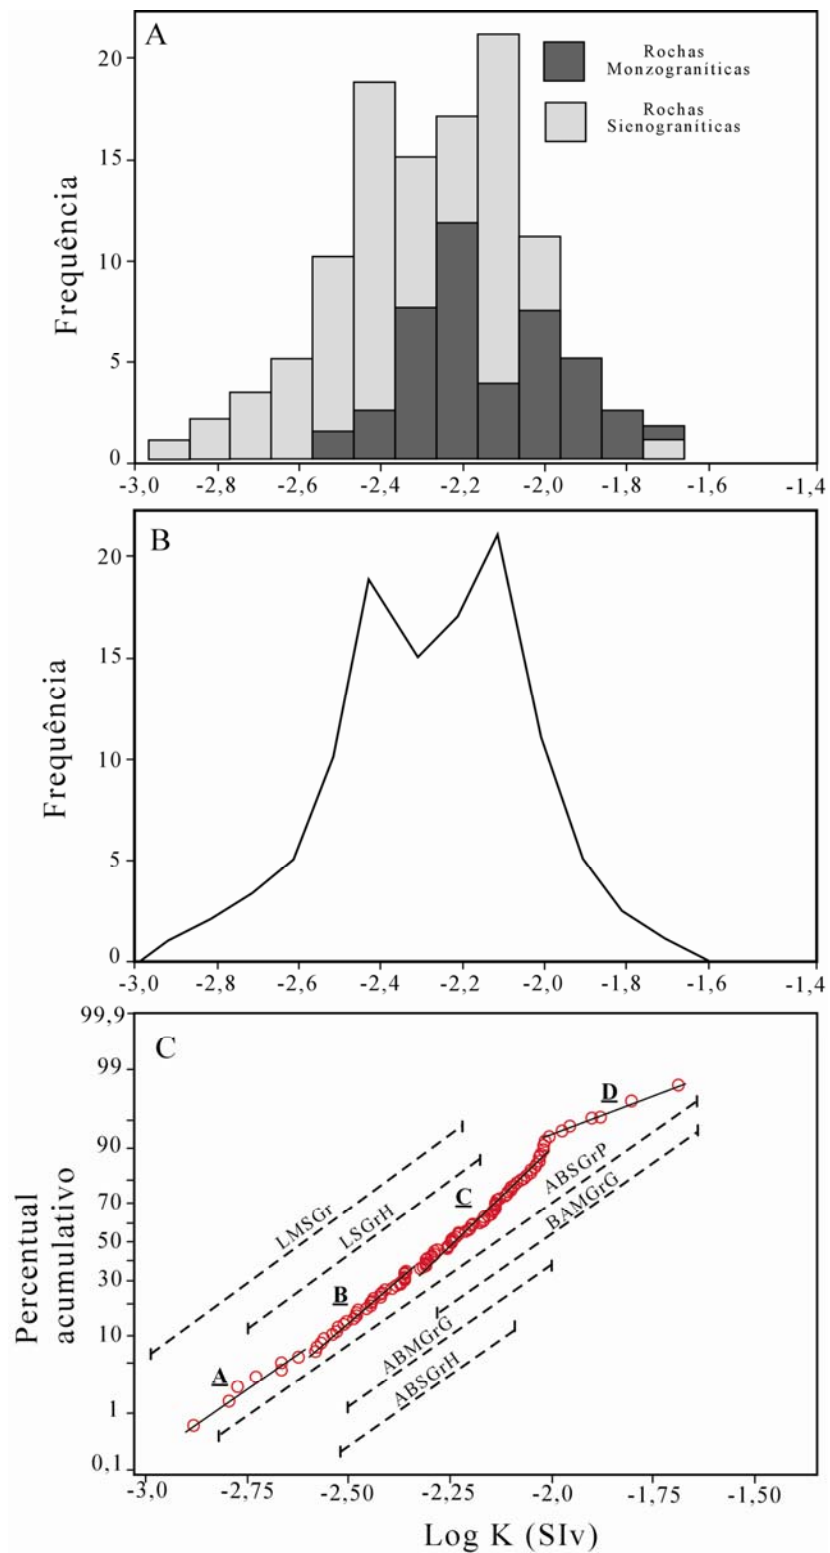 A
Rochas
Monzograníticas
Rochas
Sienograníticas
Frequência
20
15
10
5
0
-3,0 -2,8 -2,6 -2,4 -2,2 -2,0 -1,8 -1,6 -1,4
B
Frequência
20
15
10
5
0
-3,0 -2,8 -2,6 -2,4 -2,2 -2,0 -1,8 -1,6 -1,4
C
Percentual
acumulativo
99,9
99
90
70
50
30
10
1
0,1
D
C
B
A
LMSGr
LSGrH
ABSGrP
BAMGrG
ABMGrG
ABSGrH
-3,0 -2,75 -2,50 -2,25 -2,0 -1,75 -1,50
Log K (SIv)